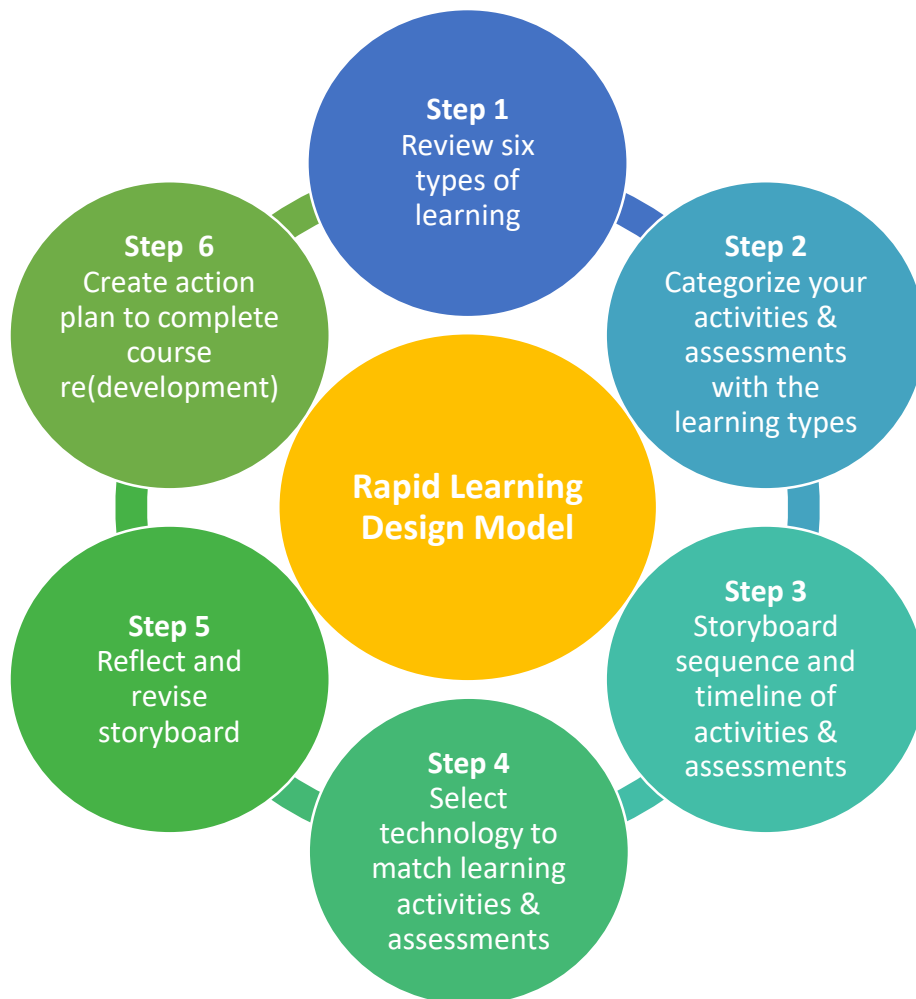 Step 1
Review six
types of
learning
Step 2
Categorize your
activities &
assessments
with the
learning types
Step 3
Storyboard
sequence and
timeline of
activities &
assessments
Step 4
Select
technology to
match learning
activities &
assessments
Step 5
Reflect and
revise
storyboard
Step  6
Create action
plan to complete
course
re(development)
Rapid Learning
Design Model